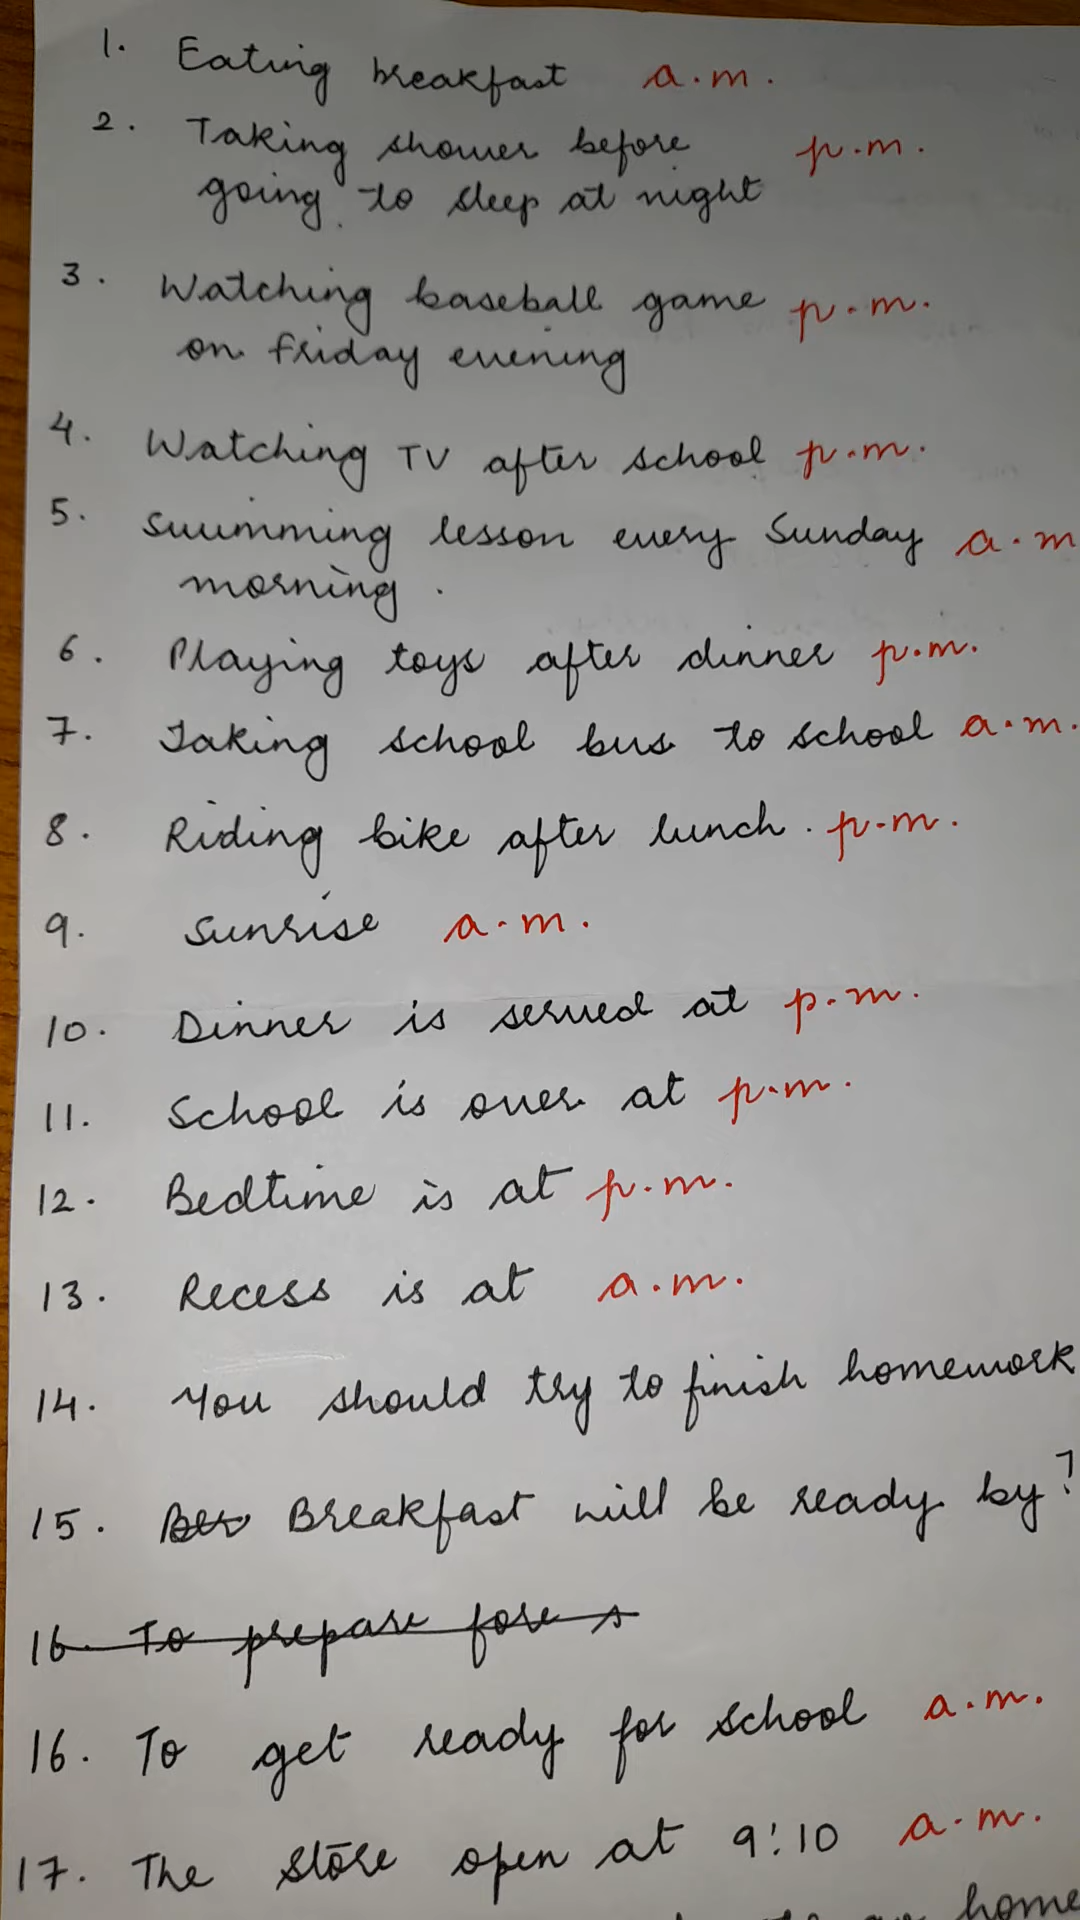 1. Eating breakfast a.m.
2. Taking shower before p.m.
going to sleep at night
3. Watching baseball game p.m.
on friday evening
4. Watching TV after school p.m.
5. Swimming lesson every Sunday a.m
morning.
6. Playing toys after dinner p.m.
7. Taking school bus to school a.m.
8. Riding bike after lunch. p.m.
9. Sunrise a.m.
10. Dinner is served at p.m.
11. School is over at p.m.
12. Bedtime is at p.m.
13. Recess is at a.m.
14. You should try to finish homework
15. Breakfast will be ready by?
16. To prepare fore s
16. To get ready for school a.m.
17. The store open at 9:10 a.m.
home